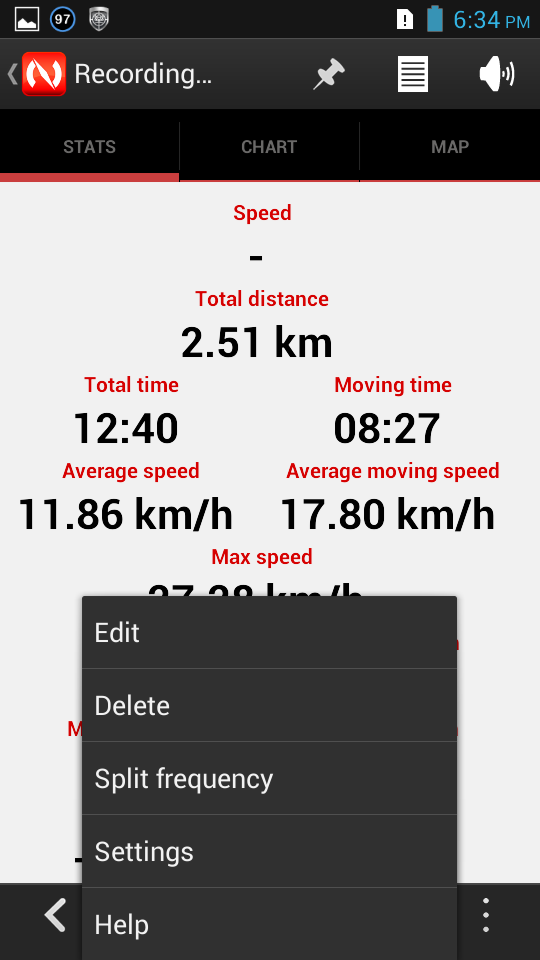 97
6:34 PM
Recording...
STATS CHART MAP
Speed
-
Total distance
2.51 km
Total time Moving time
12:40 08:27
Average speed Average moving speed
11.86 km/h 17.80 km/h
Max speed
Edit
Delete
Split frequency
Settings
Help